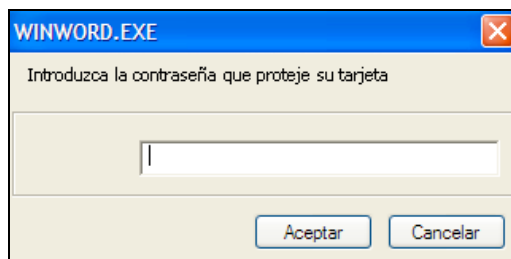 WINWORD.EXE
Introduzca la contraseña que proteje su tarjeta
Aceptar Cancelar